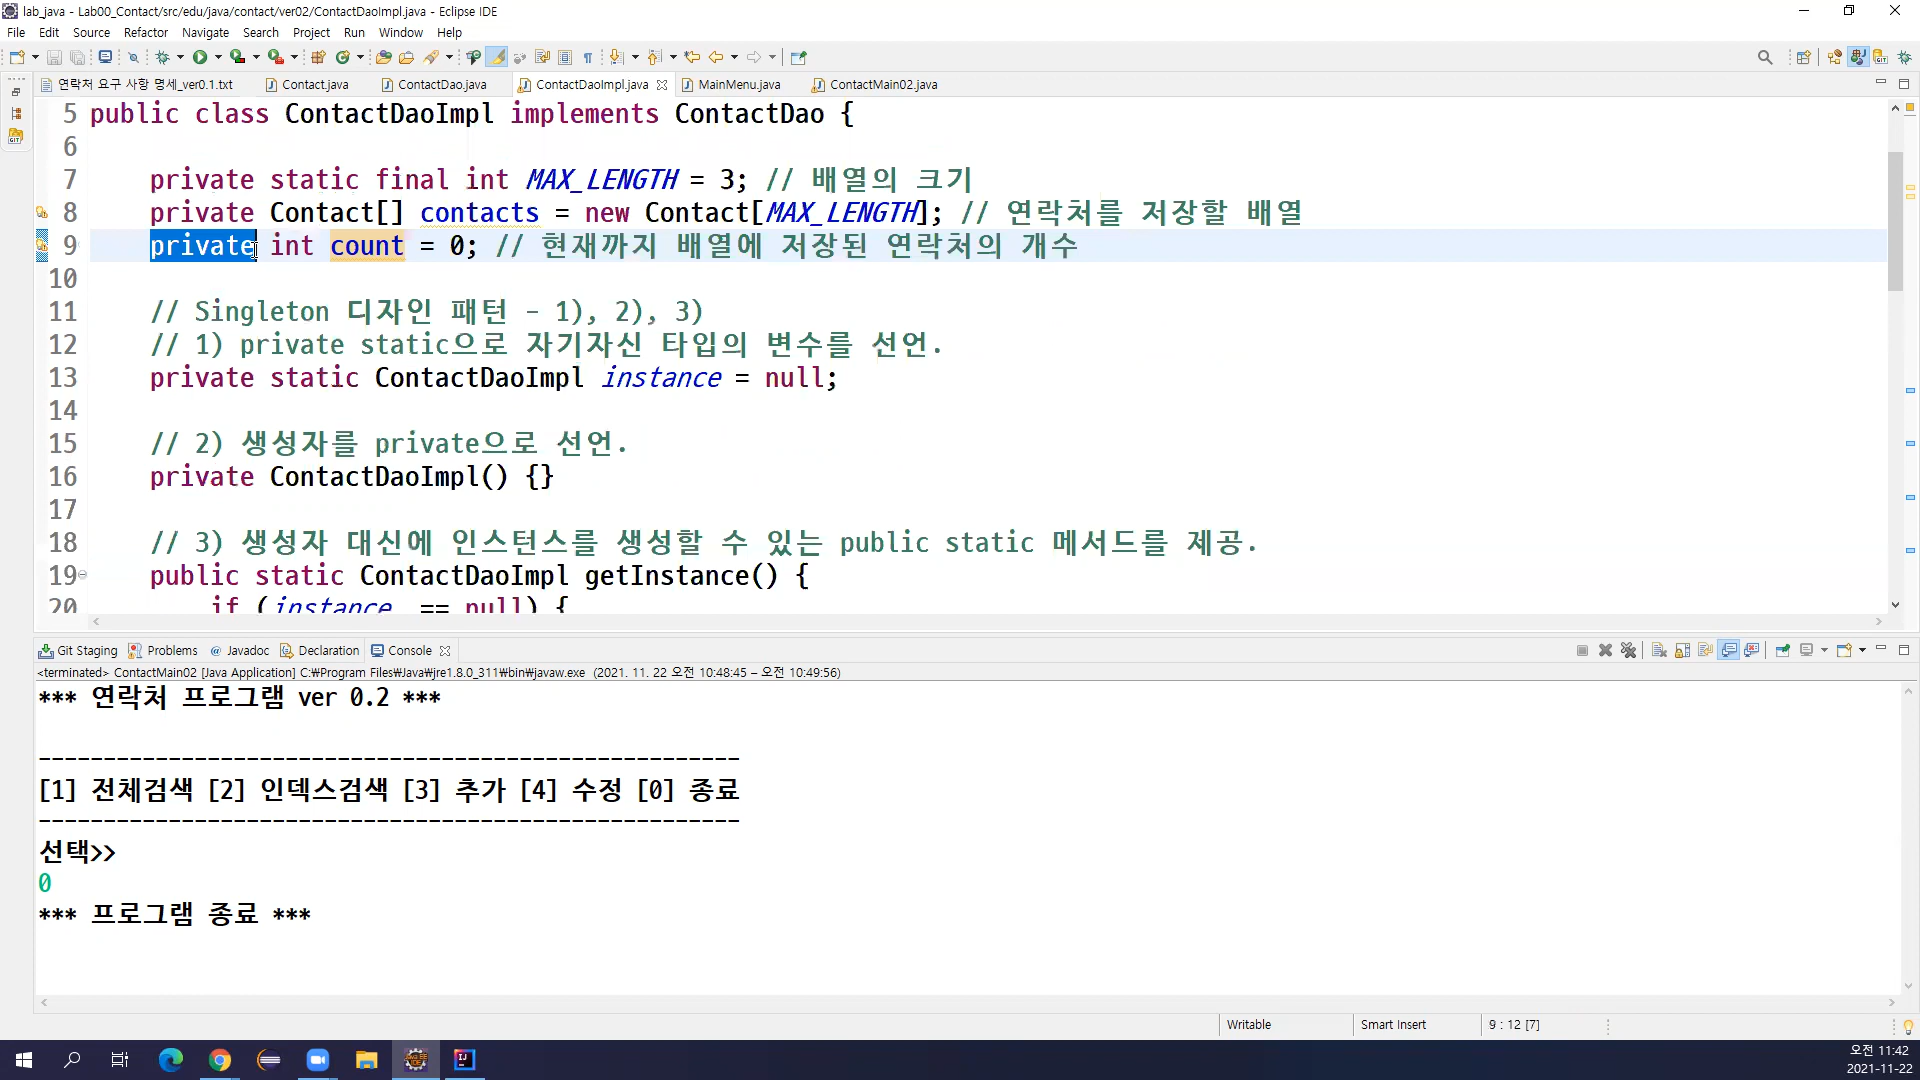 lab_java - Lab00_Contact/src/edu/java/contact/ver02/ContactDaoImpl.java - Eclipse IDE
File Edit Source Refactor Navigate Search Project Run Window Help
연락처 요구 사항 명세_ver0.1.txt Contact.java ContactDao.java ContactDaoImpl.java MainMenu.java ContactMain02.java
5 public class ContactDaoImpl implements ContactDao {
6
7 private static final int MAX_LENGTH = 3; // 배열의 크기
8 private Contact[] contacts = new Contact[MAX_LENGTH]; // 연락처를 저장할 배열
9 private int count = 0; // 현재까지 배열에 저장된 연락처의 개수
10
11 // Singleton 디자인 패턴 - 1), 2), 3)
12 // 1) private static으로 자기자신 타입의 변수를 선언.
13 private static ContactDaoImpl instance = null;
14
15 // 2) 생성자를 private으로 선언.
16 private ContactDaoImpl() {}
17
18 // 3) 생성자 대신에 인스턴스를 생성할 수 있는 public static 메서드를 제공.
19 public static ContactDaoImpl getInstance() {
20 if (instance == null) {
Git Staging Problems @ Javadoc Declaration Console
<terminated> ContactMain02 [Java Application] C:₩Program Files₩Java₩jre1.8.0_311₩bin₩javaw.exe (2021. 11. 22 오전 10:48:45 – 오전 10:49:56)
*** 연락처 프로그램 ver 0.2 ***
------------------------------------------------------
[1] 전체검색 [2] 인덱스검색 [3] 추가 [4] 수정 [0] 종료
------------------------------------------------------
선택>>
0
*** 프로그램 종료 ***
Writable Smart Insert 9 : 12 [7]
오전 11:42
2021-11-22